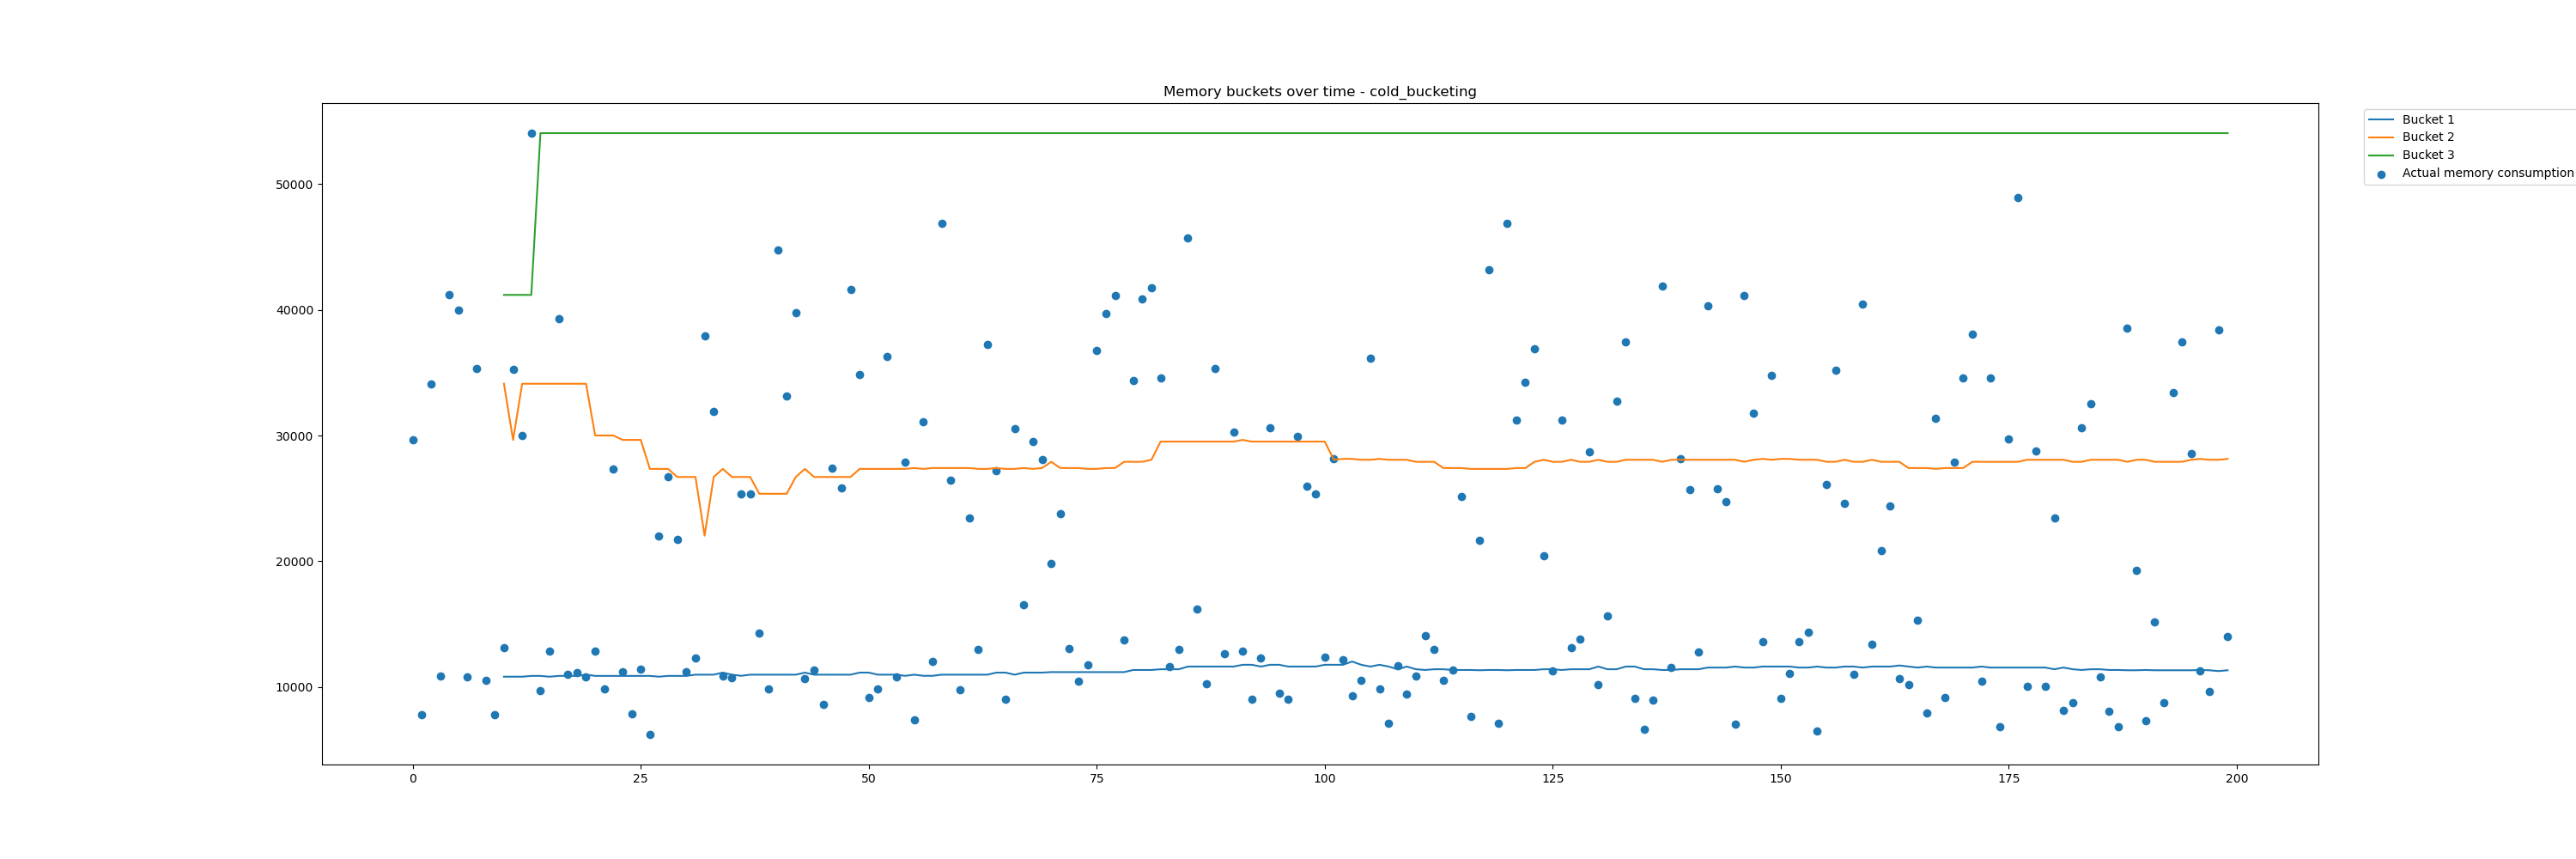 Memory buckets over time - cold_bucketing
Bucket 1
Bucket 2
Bucket 3
Actual memory consumption
50000
40000
30000
20000
10000
0 25 50 75 100 125 150 175 200